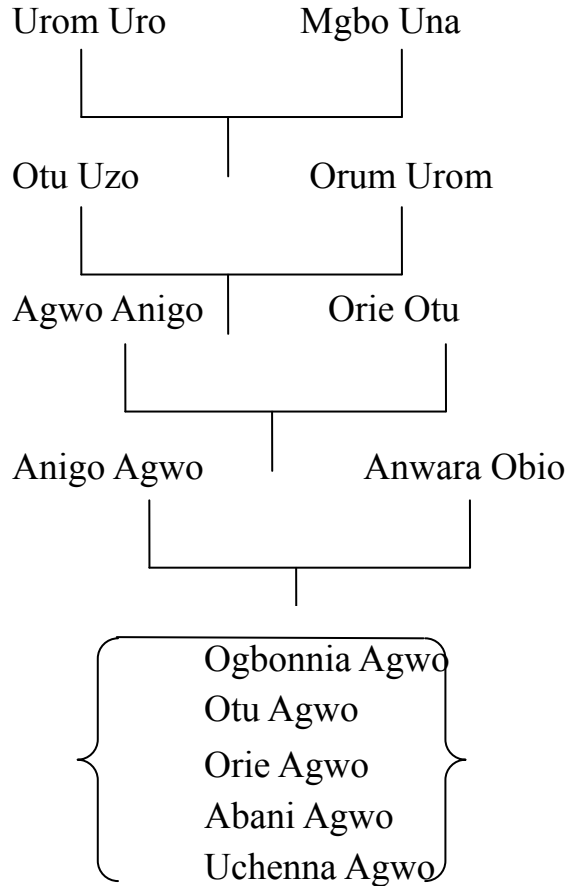 Urom Uro Mgbo Una
Otu Uzo Orum Urom
Agwo Anigo Orie Otu
Anigo Agwo Anwara Obio
Ogbonnia Agwo
Otu Agwo
Orie Agwo
Abani Agwo
Uchenna Agwo